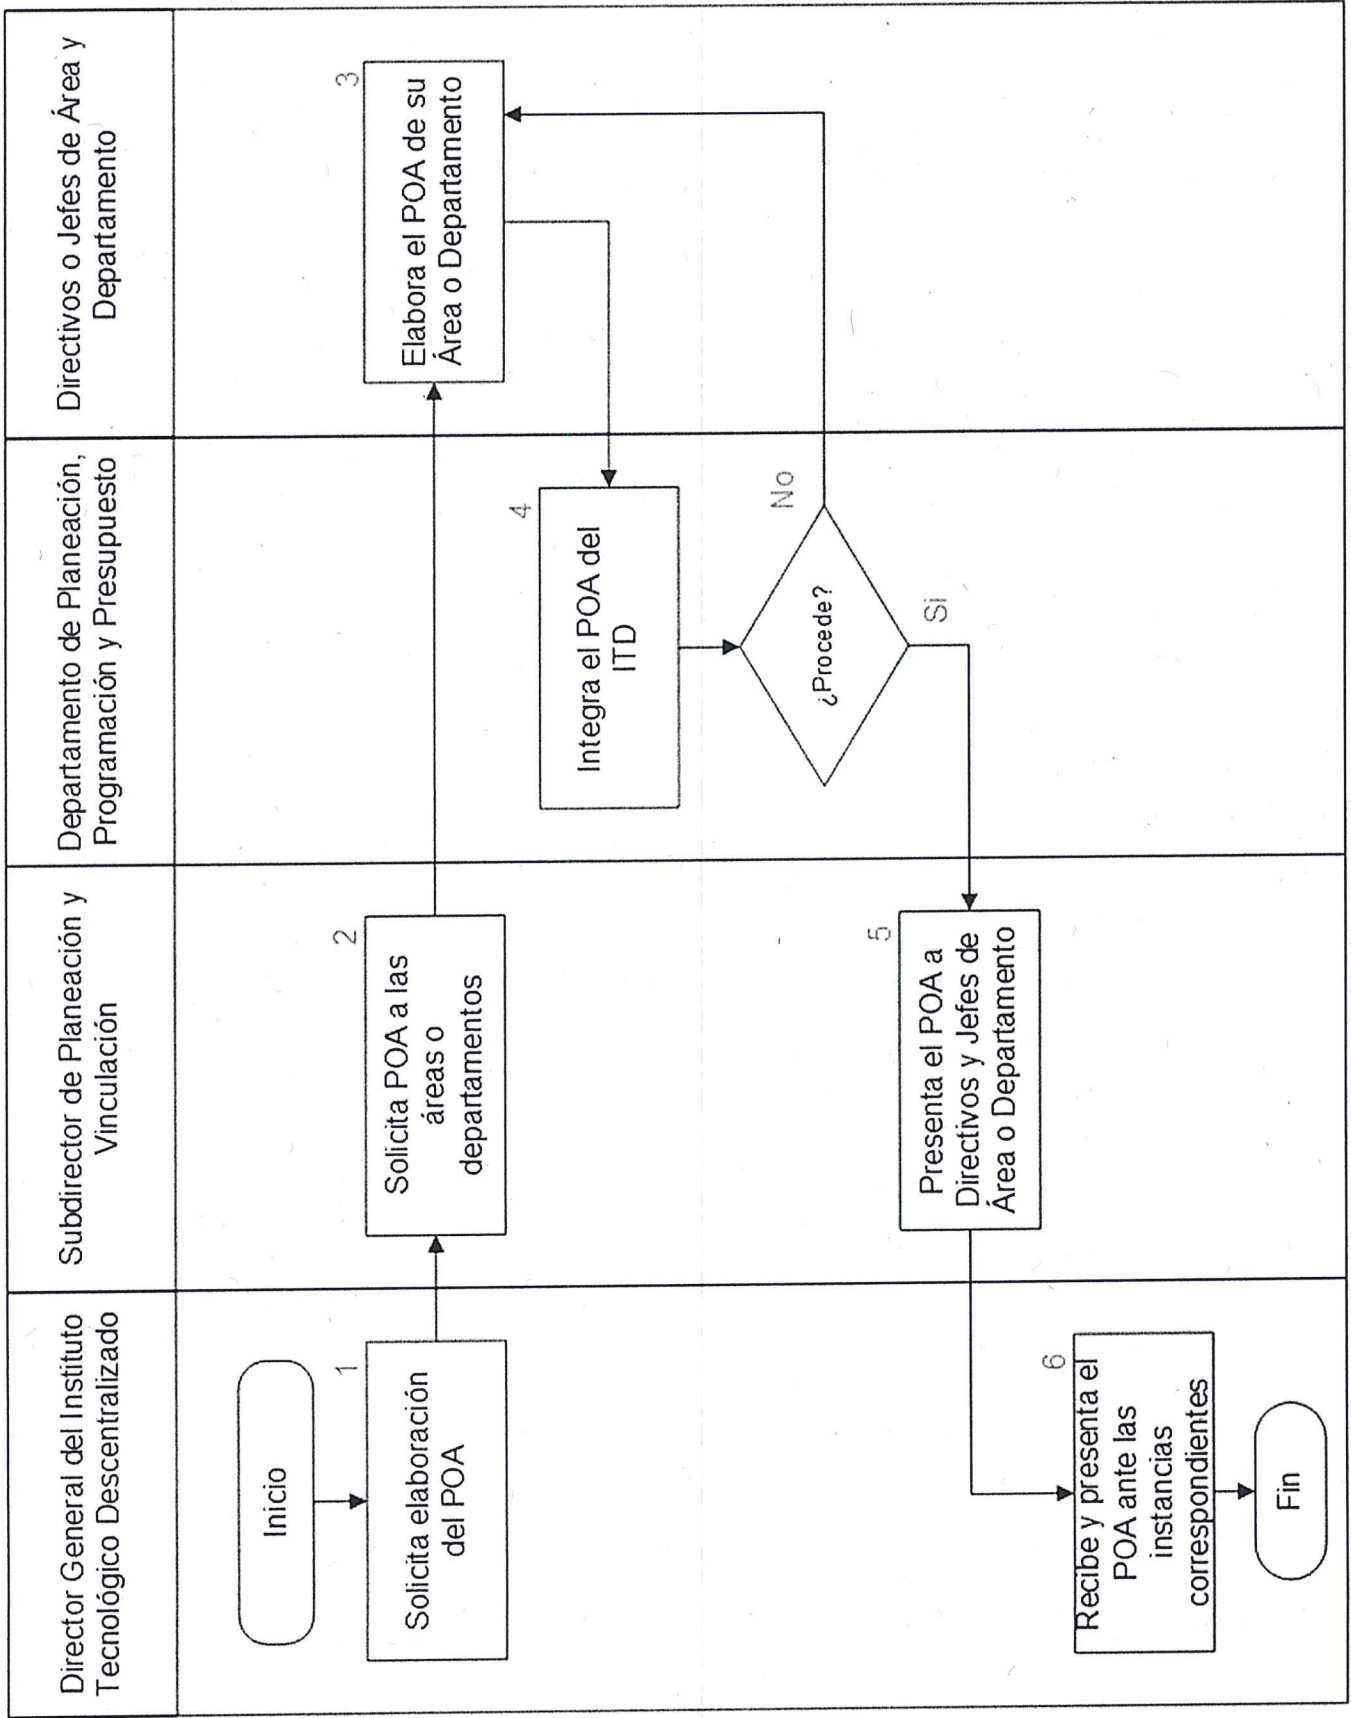 Director General del Instituto
Tecnológico Descentralizado
Subdirector de Planeación y
Vinculación
Departamento de Planeación,
Programación y Presupuesto
Directivos o Jefes de Área y
Departamento
Inicio
1
Solicita elaboración
del POA
2
Solicita POA a las
áreas o
departamentos
3
Elabora el POA de su
Área o Departamento
4
Integra el POA del
ITD
¿Procede?
No
Si
5
Presenta el POA a
Directivos y Jefes de
Área o Departamento
6
Recibe y presenta el
POA ante las
instancias
correspondientes
Fin